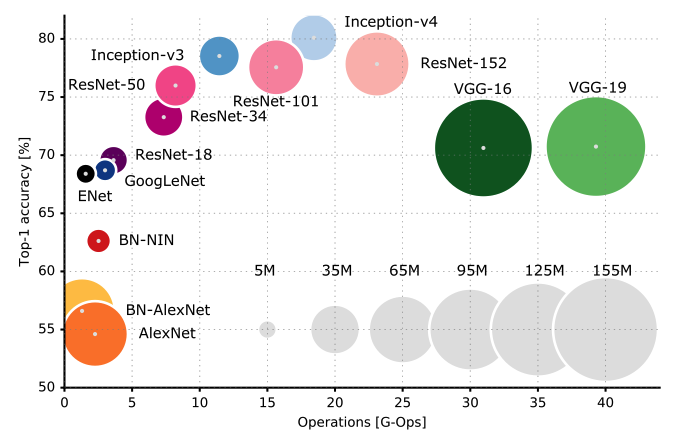 Inception-v4
80
Inception-v3
ResNet-152
ResNet-50
VGG-16
VGG-19
75
ResNet-101
ResNet-34
70
ResNet-18
GoogLeNet
ENet
65
BN-NIN
60
5M 35M 65M 95M 125M 155M
BN-AlexNet
55
AlexNet
50
0 5 10 15 20 25 30 35 40
Operations [G-Ops]
Top-1 accuracy [%]